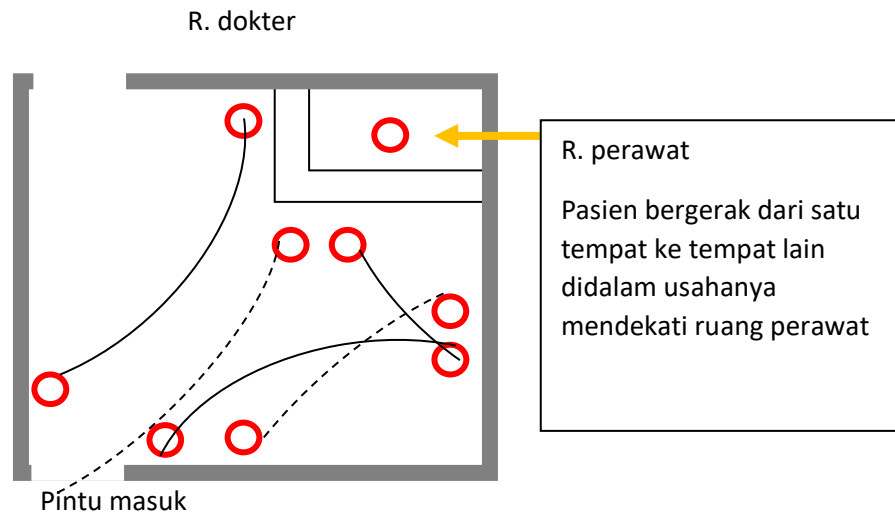 R. dokter
R. perawat
Pasien bergerak dari satu
tempat ke tempat lain
didalam usahanya
mendekati ruang perawat
Pintu masuk